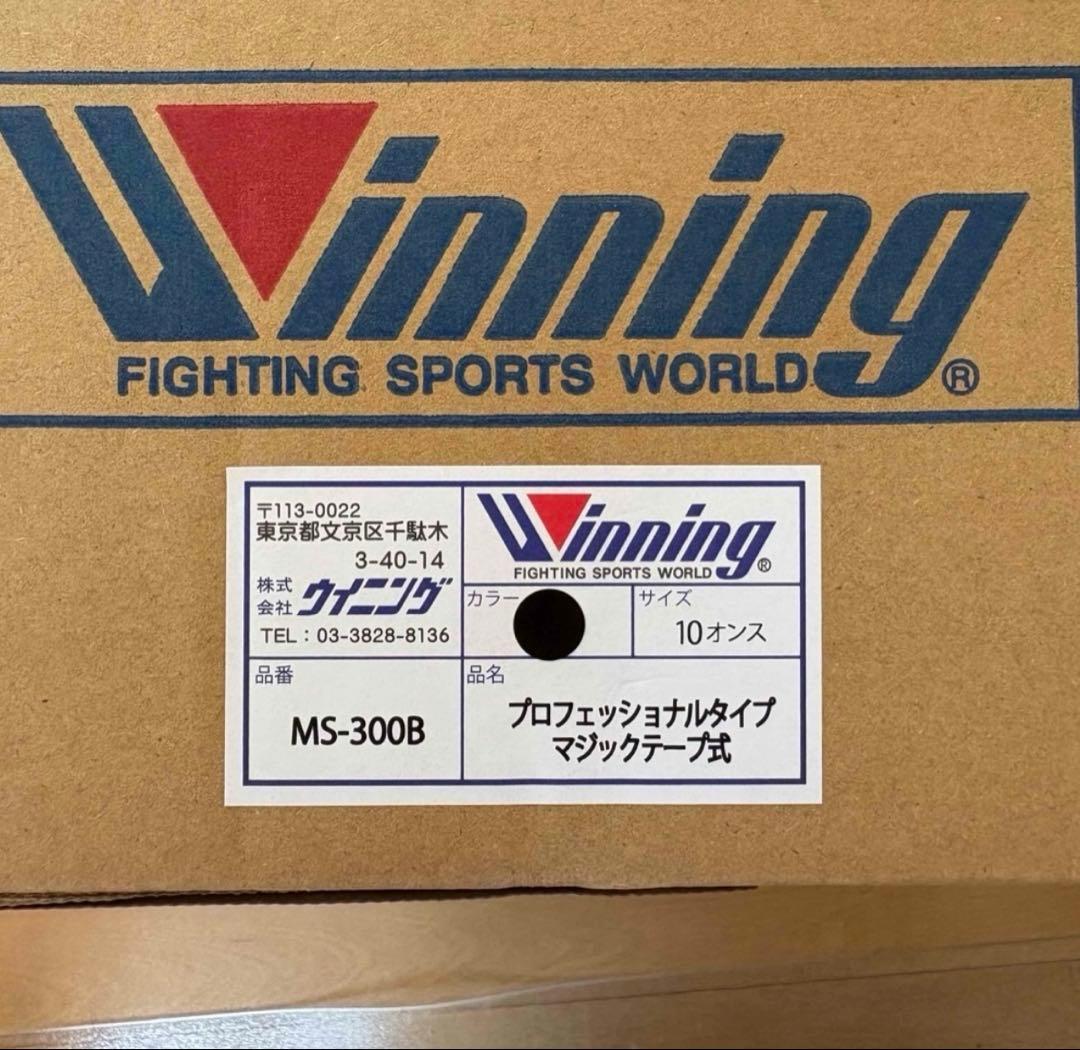 Winning
FIGHTING SPORTS WORLD®
〒113-0022
東京都文京区千駄木
3-40-14
株式
会社 ウイニング
TEL：03-3828-8136
Winning
FIGHTING SPORTS WORLD®
カラー
サイズ
10オンス
品番
MS-300B
品名
プロフェッショナルタイプ
マジックテープ式